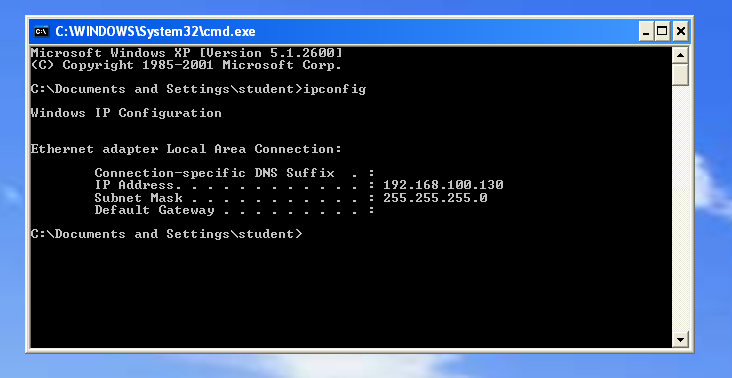 C:\WINDOWS\System32\cmd.exe
Microsoft Windows XP [Version 5.1.2600]
(C) Copyright 1985-2001 Microsoft Corp.
C:\Documents and Settings\student>ipconfig
Windows IP Configuration
Ethernet adapter Local Area Connection:
Connection-specific DNS Suffix  . :
IP Address. . . . . . . . . . . . : 192.168.100.130
Subnet Mask . . . . . . . . . . . : 255.255.255.0
Default Gateway . . . . . . . . . :
C:\Documents and Settings\student>